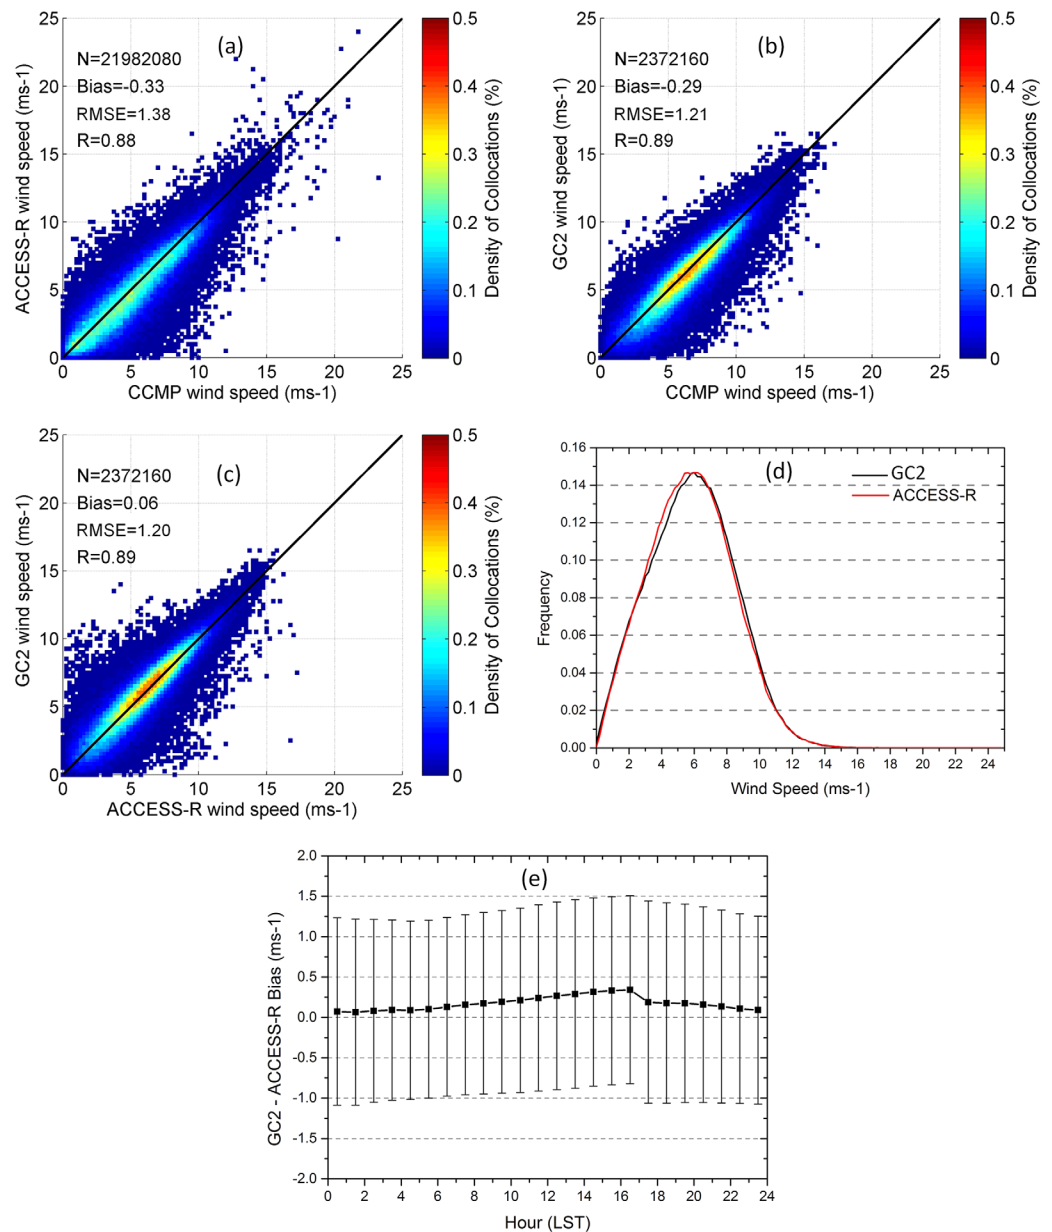 (a)
N=21982080
Bias=-0.33
RMSE=1.38
R=0.88
ACCESS-R wind speed (ms-1)
25
20
15
10
5
0
0 5 10 15 20 25
CCMP wind speed (ms-1)
0.5
0.4
0.3
0.2
0.1
0
Density of Collocations (%)
(b)
N=2372160
Bias=-0.29
RMSE=1.21
R=0.89
GC2 wind speed (ms-1)
25
20
15
10
5
0
0 5 10 15 20 25
CCMP wind speed (ms-1)
0.5
0.4
0.3
0.2
0.1
0
Density of Collocations (%)
(c)
N=2372160
Bias=0.06
RMSE=1.20
R=0.89
GC2 wind speed (ms-1)
25
20
15
10
5
0
0 5 10 15 20 25
ACCESS-R wind speed (ms-1)
0.5
0.4
0.3
0.2
0.1
0
Density of Collocations (%)
(d)
GC2
ACCESS-R
Frequency
0.16
0.14
0.12
0.10
0.08
0.06
0.04
0.02
0.00
0 2 4 6 8 10 12 14 16 18 20 22 24
Wind Speed (ms-1)
(e)
GC2 - ACCESS-R Bias (ms-1)
2.0
1.5
1.0
0.5
0.0
-0.5
-1.0
-1.5
-2.0
0 2 4 6 8 10 12 14 16 18 20 22 24
Hour (LST)